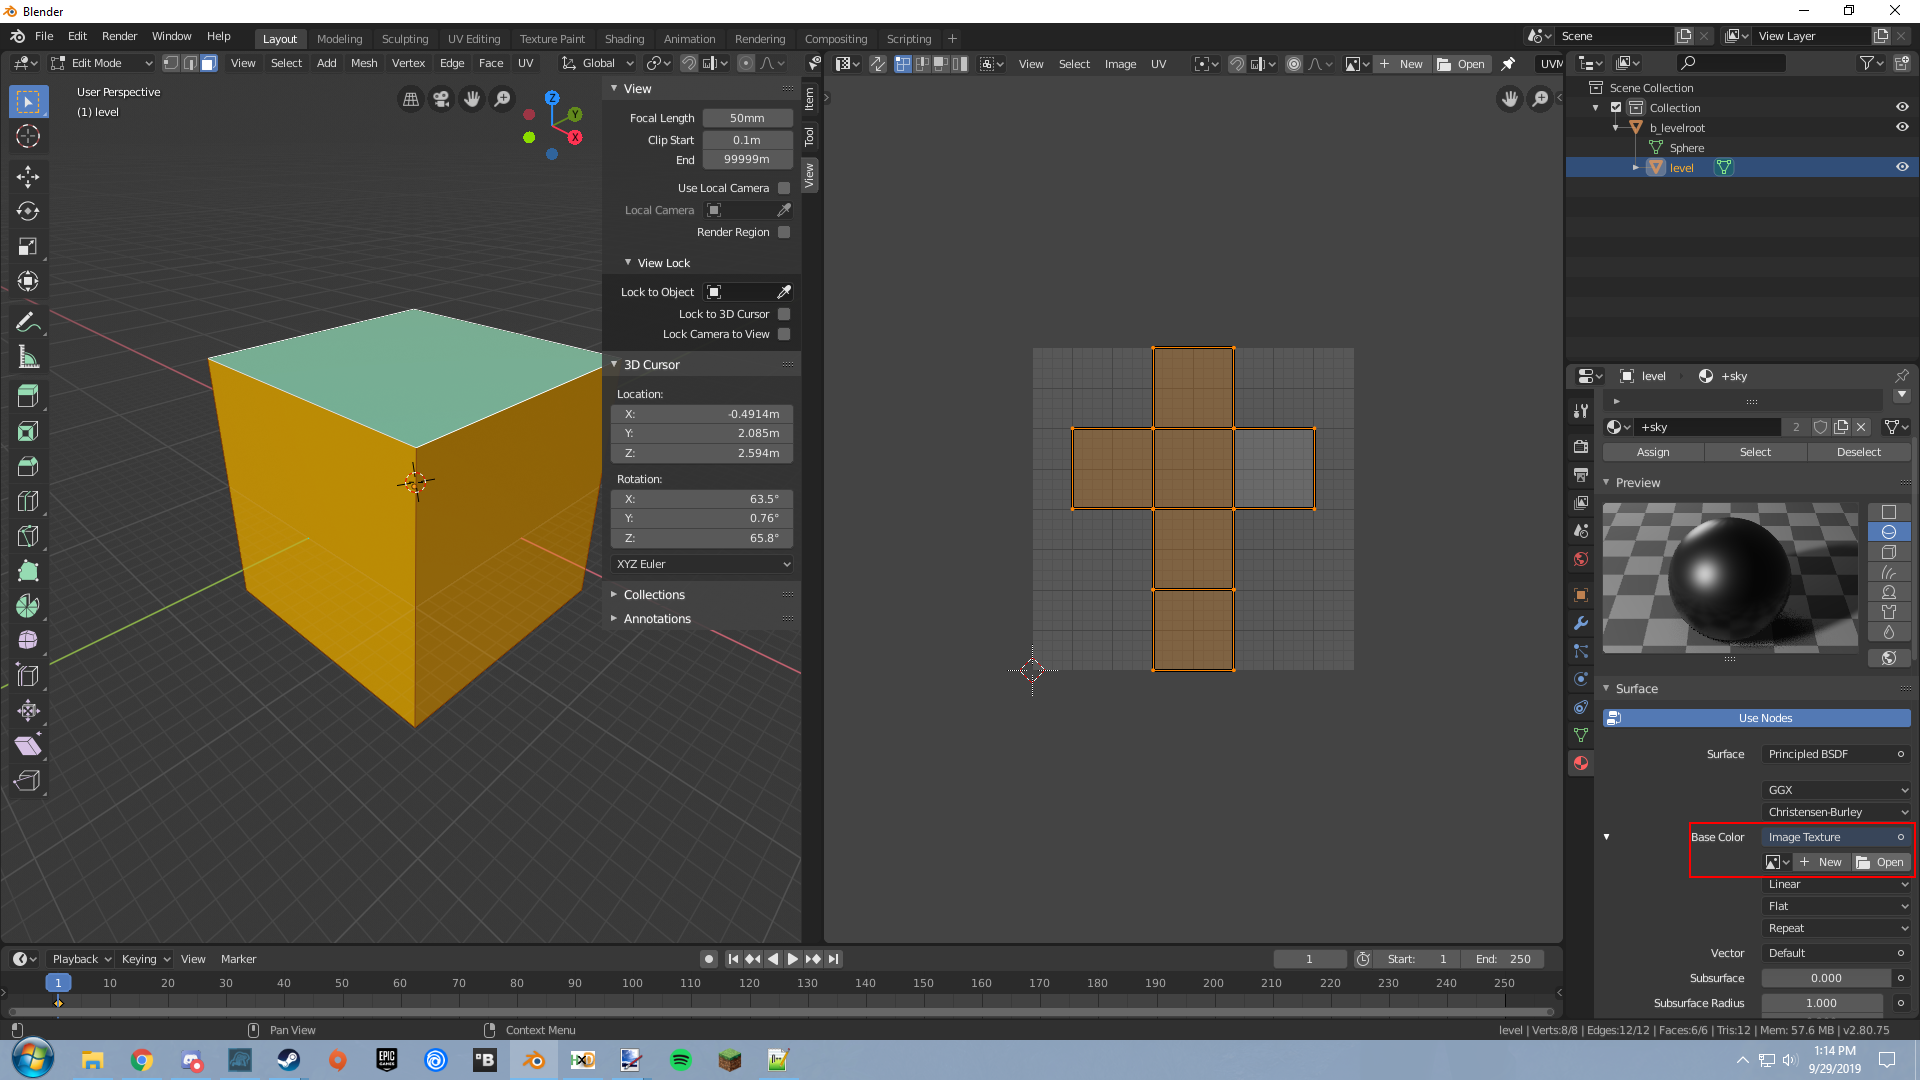 Blender
File Edit Render Window Help Layout Modeling Sculpting UV Editing Texture Paint Shading Animation Rendering Compositing Scripting + Scene View Layer
Edit Mode View Select Add Mesh Vertex Edge Face UV Global
View Select Image UV New Open UVM
User Perspective
(1) level
X
Y
Z
View
Focal Length 50mm
Clip Start 0.1m
End 99999m
Use Local Camera
Local Camera
Render Region
View Lock
Lock to Object
Lock to 3D Cursor
Lock Camera to View
3D Cursor
Location:
X: -0.4914m
Y: 2.085m
Z: 2.594m
Rotation:
X: 63.5°
Y: 0.76°
Z: 65.8°
XYZ Euler
Collections
Annotations
Item
Tool
View
Scene Collection
Collection
b_levelroot
Sphere
level
level +sky
+sky 2
Assign Select Deselect
Preview
Surface
Use Nodes
Surface Principled BSDF
GGX
Christensen-Burley
Base Color Image Texture
New Open
Linear
Flat
Repeat
Vector Default
Subsurface 0.000
Subsurface Radius 1.000
Playback Keying View Marker 1 Start: 1 End: 250
1 10 20 30 40 50 60 70 80 90 100 110 120 130 140 150 160 170 180 190 200 210 220 230 240 250
Pan View Context Menu level | Verts:8/8 | Edges:12/12 | Faces:6/6 | Tris:12 | Mem: 57.6 MB | v2.80.75
EPIC GAMES
B
1:14 PM
9/29/2019